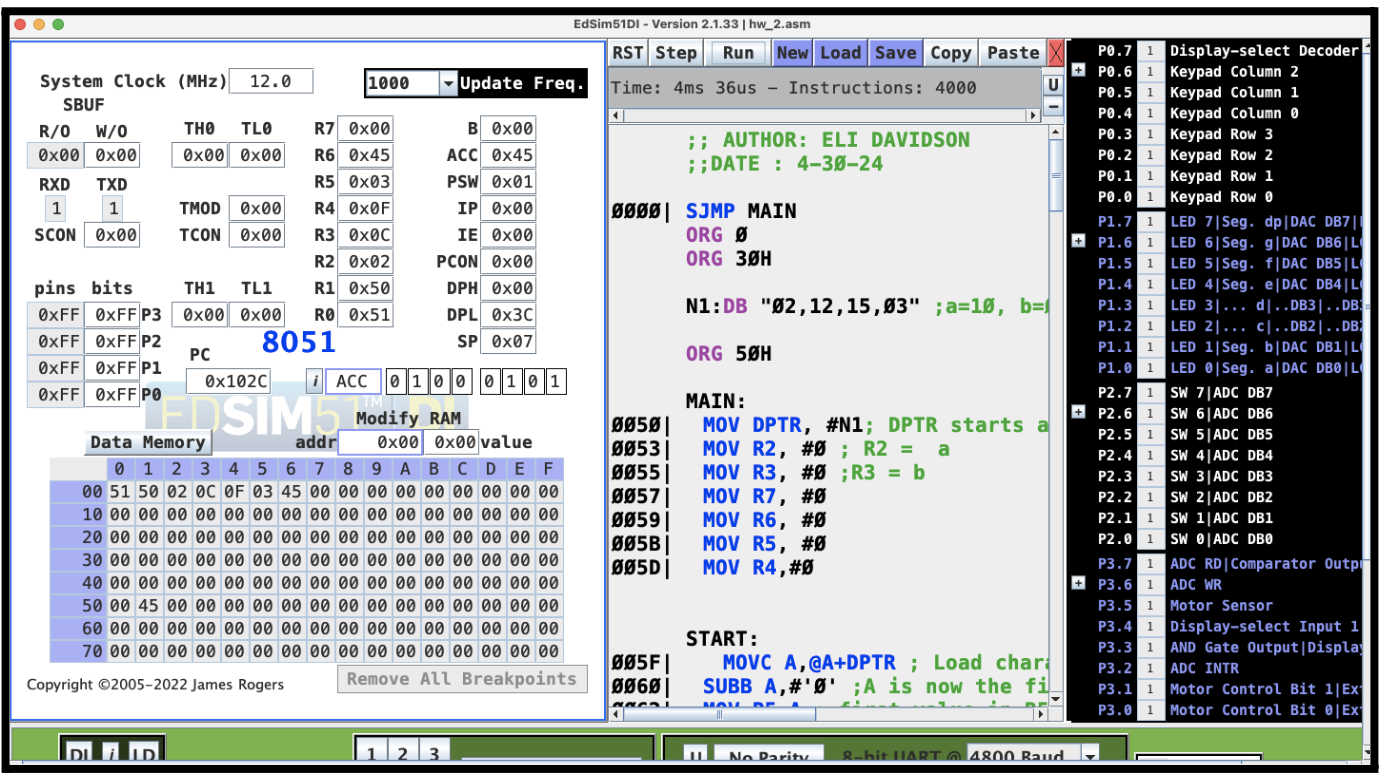 EdSim51DI - Version 2.1.33 | hw_2.asm
System Clock (MHz) 12.0 1000 Update Freq.
SBUF
R/O W/O TH0 TL0 R7 0x00 B 0x00
0x00 0x00 0x00 0x00 R6 0x45 ACC 0x45
RXD TXD R5 0x03 PSW 0x01
1 1 TMOD 0x00 R4 0x0F IP 0x00
SCON 0x00 TCON 0x00 R3 0x0C IE 0x00
R2 0x02 PCON 0x00
pins bits TH1 TL1 R1 0x50 DPH 0x00
0xFF 0xFF P3 0x00 0x00 R0 0x51 DPL 0x3C
0xFF 0xFF P2 8051 SP 0x07
0xFF 0xFF P1 PC
0xFF 0xFF P0 0x102C i ACC 0 1 0 0 0 1 0 1
EDSIM51™ DI
Modify RAM
Data Memory addr 0x00 0x00 value
0 1 2 3 4 5 6 7 8 9 A B C D E F
00 51 50 02 0C 0F 03 45 00 00 00 00 00 00 00 00 00
10 00 00 00 00 00 00 00 00 00 00 00 00 00 00 00 00
20 00 00 00 00 00 00 00 00 00 00 00 00 00 00 00 00
30 00 00 00 00 00 00 00 00 00 00 00 00 00 00 00 00
40 00 00 00 00 00 00 00 00 00 00 00 00 00 00 00 00
50 00 45 00 00 00 00 00 00 00 00 00 00 00 00 00 00
60 00 00 00 00 00 00 00 00 00 00 00 00 00 00 00 00
70 00 00 00 00 00 00 00 00 00 00 00 00 00 00 00 00
Copyright ©2005-2022 James Rogers Remove All Breakpoints
RST Step Run New Load Save Copy Paste X
Time: 4ms 36us - Instructions: 4000 U
-
;; AUTHOR: ELI DAVIDSON
;;DATE : 4-30-24
0000| SJMP MAIN
ORG 0
ORG 30H
N1:DB "02,12,15,03" ;a=10, b=
ORG 50H
MAIN:
0050| MOV DPTR, #N1; DPTR starts a
0053| MOV R2, #0 ; R2 = a
0055| MOV R3, #0 ;R3 = b
0057| MOV R7, #0
0059| MOV R6, #0
005B| MOV R5, #0
005D| MOV R4,#0
START:
005F| MOVC A,@A+DPTR ; Load chara
0060| SUBB A,#'0' ;A is now the fi
P0.7 1 Display-select Decoder
P0.6 1 Keypad Column 2
P0.5 1 Keypad Column 1
P0.4 1 Keypad Column 0
P0.3 1 Keypad Row 3
P0.2 1 Keypad Row 2
P0.1 1 Keypad Row 1
P0.0 1 Keypad Row 0
P1.7 1 LED 7|Seg. dp|DAC DB7|
P1.6 1 LED 6|Seg. g|DAC DB6|L
P1.5 1 LED 5|Seg. f|DAC DB5|L
P1.4 1 LED 4|Seg. e|DAC DB4|L
P1.3 1 LED 3|... d|..DB3|..DB
P1.2 1 LED 2|... c|..DB2|..DB
P1.1 1 LED 1|Seg. b|DAC DB1|L
P1.0 1 LED 0|Seg. a|DAC DB0|L
P2.7 1 SW 7|ADC DB7
P2.6 1 SW 6|ADC DB6
P2.5 1 SW 5|ADC DB5
P2.4 1 SW 4|ADC DB4
P2.3 1 SW 3|ADC DB3
P2.2 1 SW 2|ADC DB2
P2.1 1 SW 1|ADC DB1
P2.0 1 SW 0|ADC DB0
P3.7 1 ADC RD|Comparator Outpu
P3.6 1 ADC WR
P3.5 1 Motor Sensor
P3.4 1 Display-select Input 1
P3.3 1 AND Gate Output|Display
P3.2 1 ADC INTR
P3.1 1 Motor Control Bit 1|Ex
P3.0 1 Motor Control Bit 0|Ex
i LD 1 2 3 U No Parity 8-bit UART @ 4800 Baud